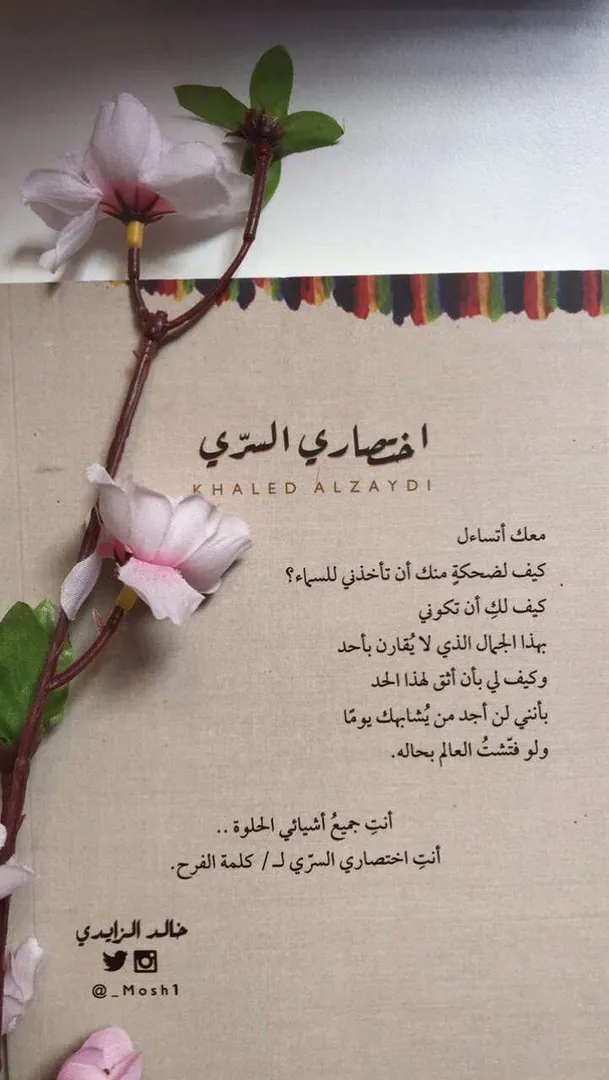 اختصاري السرّي
KHALED ALZAYDI
معك أتساءل
كيف لضحكةٍ منك أن تأخذني للسماء؟
كيف لكِ أن تكوني
بهذا الجمال الذي لا يُقارن بأحد
وكيف لي بأن أثق لهذا الحد
بأنني لن أجد من يُشابهك يومًا
ولو فتّشتُ العالم بحاله.
أنتِ جميعُ أشيائي الحلوة ..
أنتِ اختصاري السرّي لـ / كلمة الفرح.
خالد الزايدي
@_Mosh1